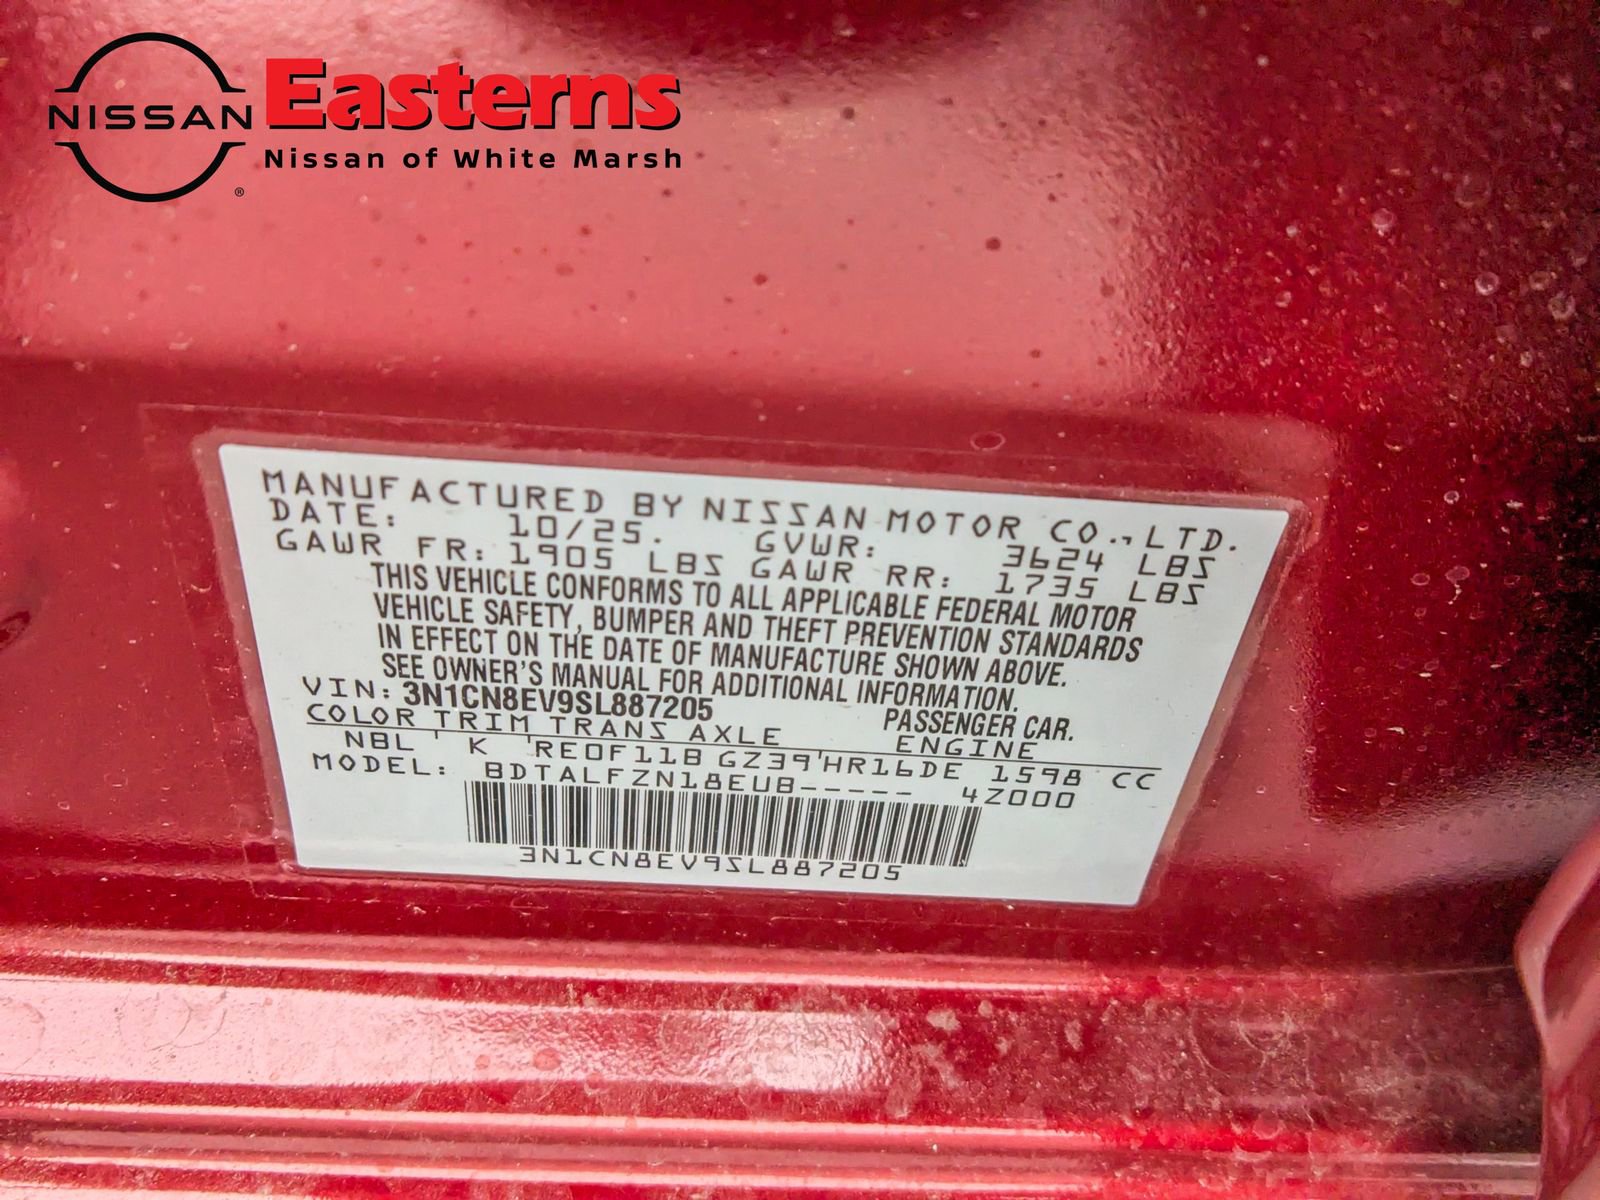 NISSAN
®
Easterns
Nissan of White Marsh
MANUFACTURED BY NISSAN MOTOR CO., LTD.
DATE: 10/25. GVWR: 3624 LBS
GAWR FR: 1905 LBS GAWR RR: 1735 LBS
THIS VEHICLE CONFORMS TO ALL APPLICABLE FEDERAL MOTOR
VEHICLE SAFETY, BUMPER AND THEFT PREVENTION STANDARDS
IN EFFECT ON THE DATE OF MANUFACTURE SHOWN ABOVE.
SEE OWNER'S MANUAL FOR ADDITIONAL INFORMATION.
VIN: 3N1CN8EV9SL887205 PASSENGER CAR.
COLOR TRIM TRANS AXLE ENGINE
NBL K RE0F11B GZ39 HR16DE 1598 CC
MODEL: BDTALFZN18EUB----- 4Z000
3N1CN8EV9SL887205